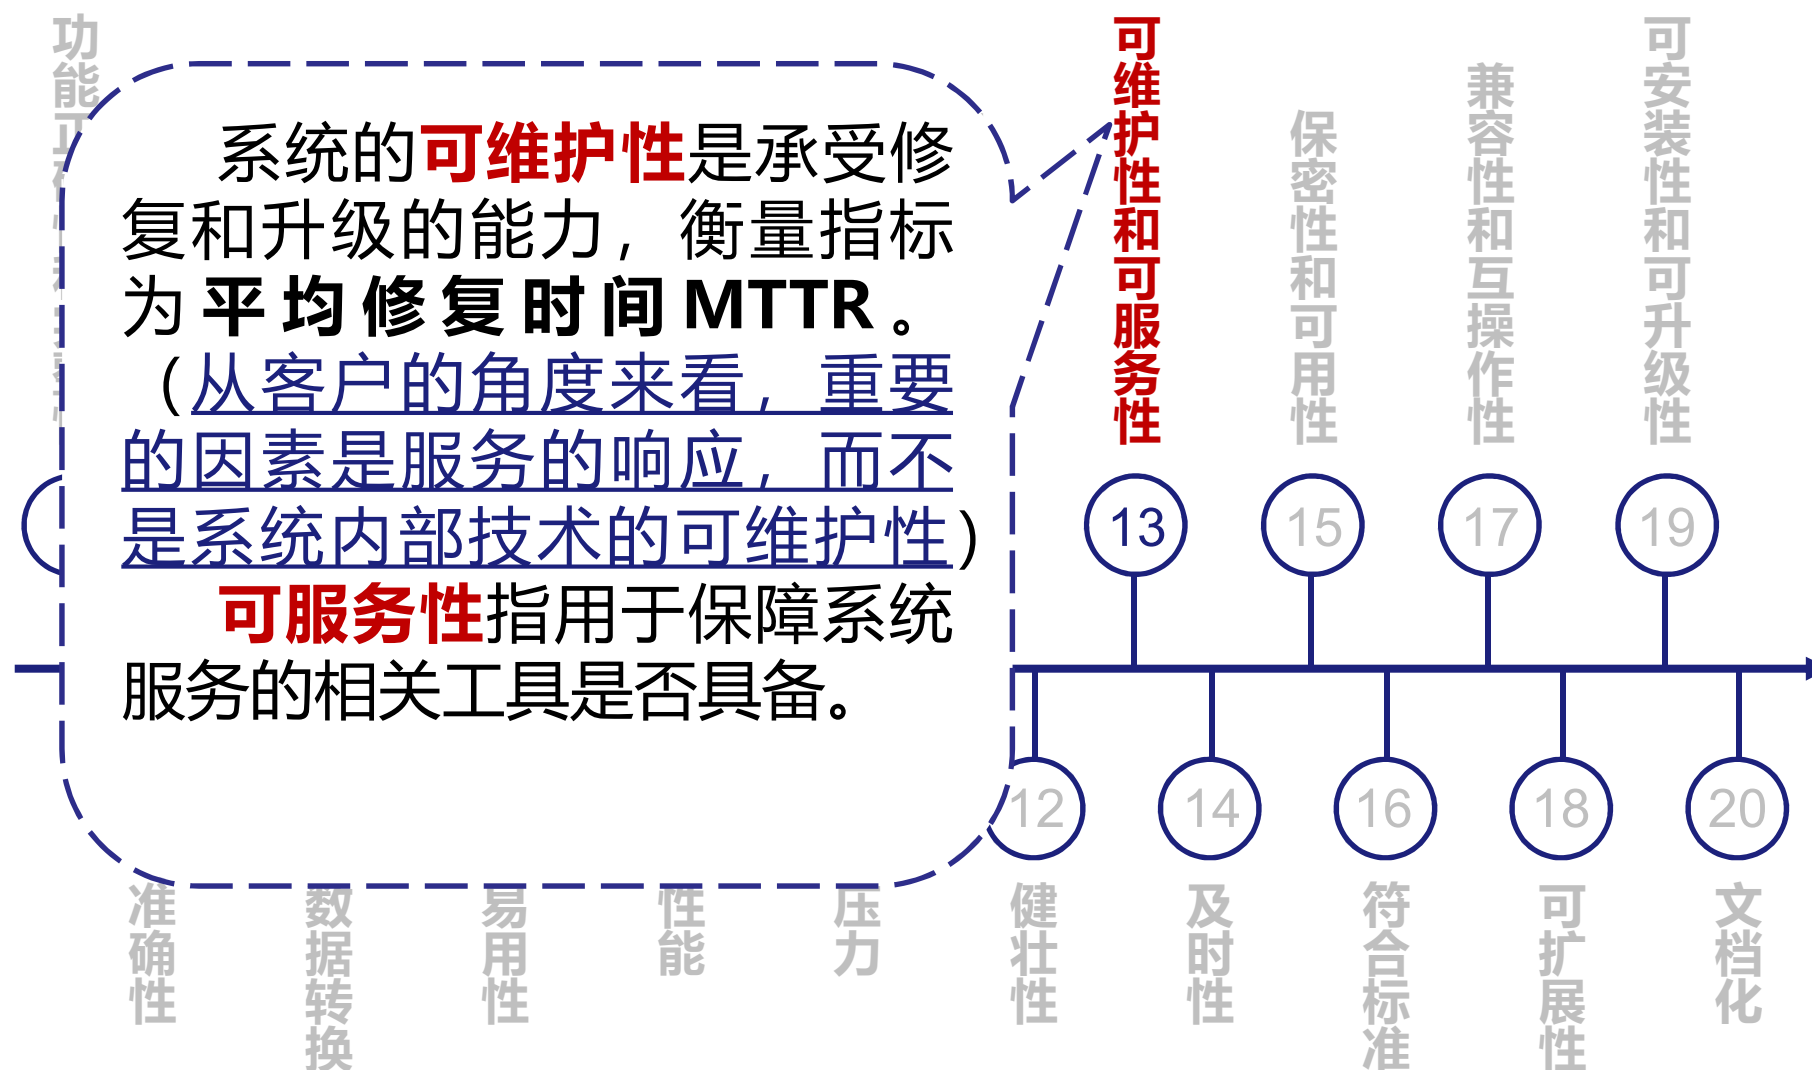 系统的可维护性是承受修
复和升级的能力，衡量指标
为平均修复时间MTTR。
（从客户的角度来看，重要
的因素是服务的响应，而不
是系统内部技术的可维护性）
可服务性指用于保障系统
服务的相关工具是否具备。
可维护性和可服务性
保密性和可用性
兼容性和互操作性
可安装性和可升级性
13
15
17
19
12
14
16
18
20
准确性
数据转换
易用性
性能
压力
健壮性
及时性
符合标准
可扩展性
文档化